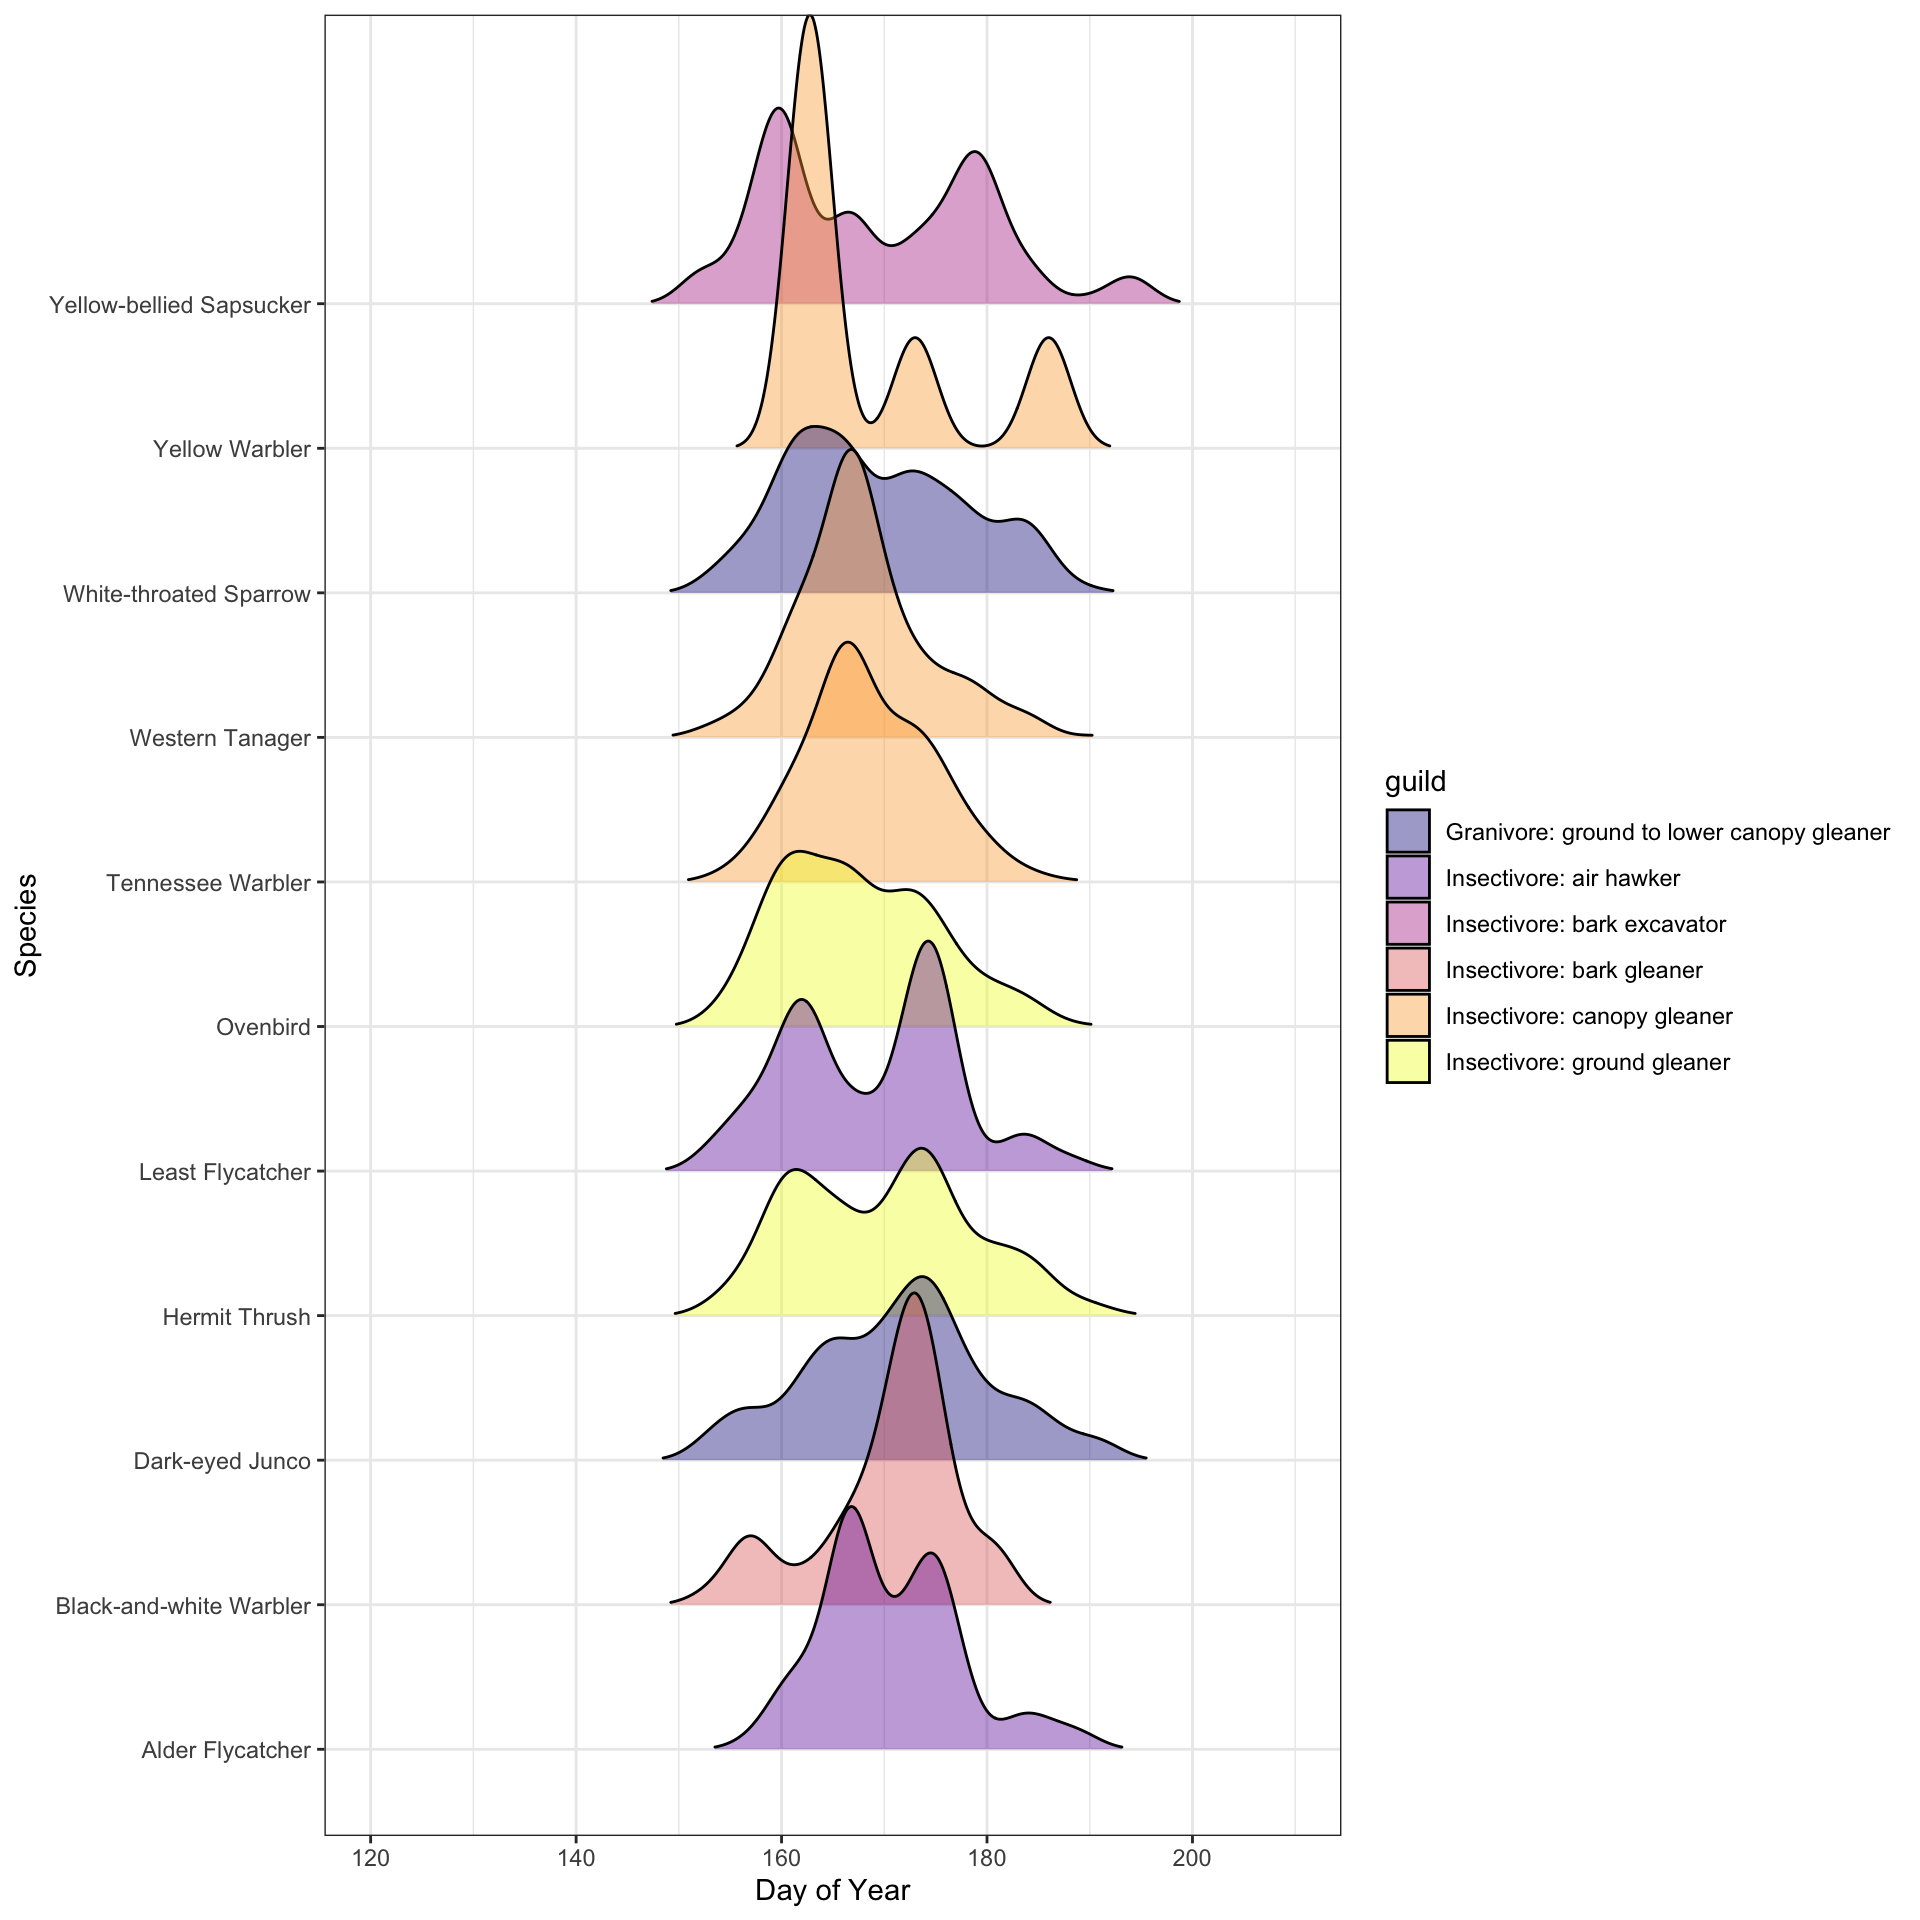 Species
Yellow-bellied Sapsucker
Yellow Warbler
White-throated Sparrow
Western Tanager
Tennessee Warbler
Ovenbird
Least Flycatcher
Hermit Thrush
Dark-eyed Junco
Black-and-white Warbler
Alder Flycatcher
120 140 160 180 200
Day of Year
guild
Granivore: ground to lower canopy gleaner
Insectivore: air hawker
Insectivore: bark excavator
Insectivore: bark gleaner
Insectivore: canopy gleaner
Insectivore: ground gleaner